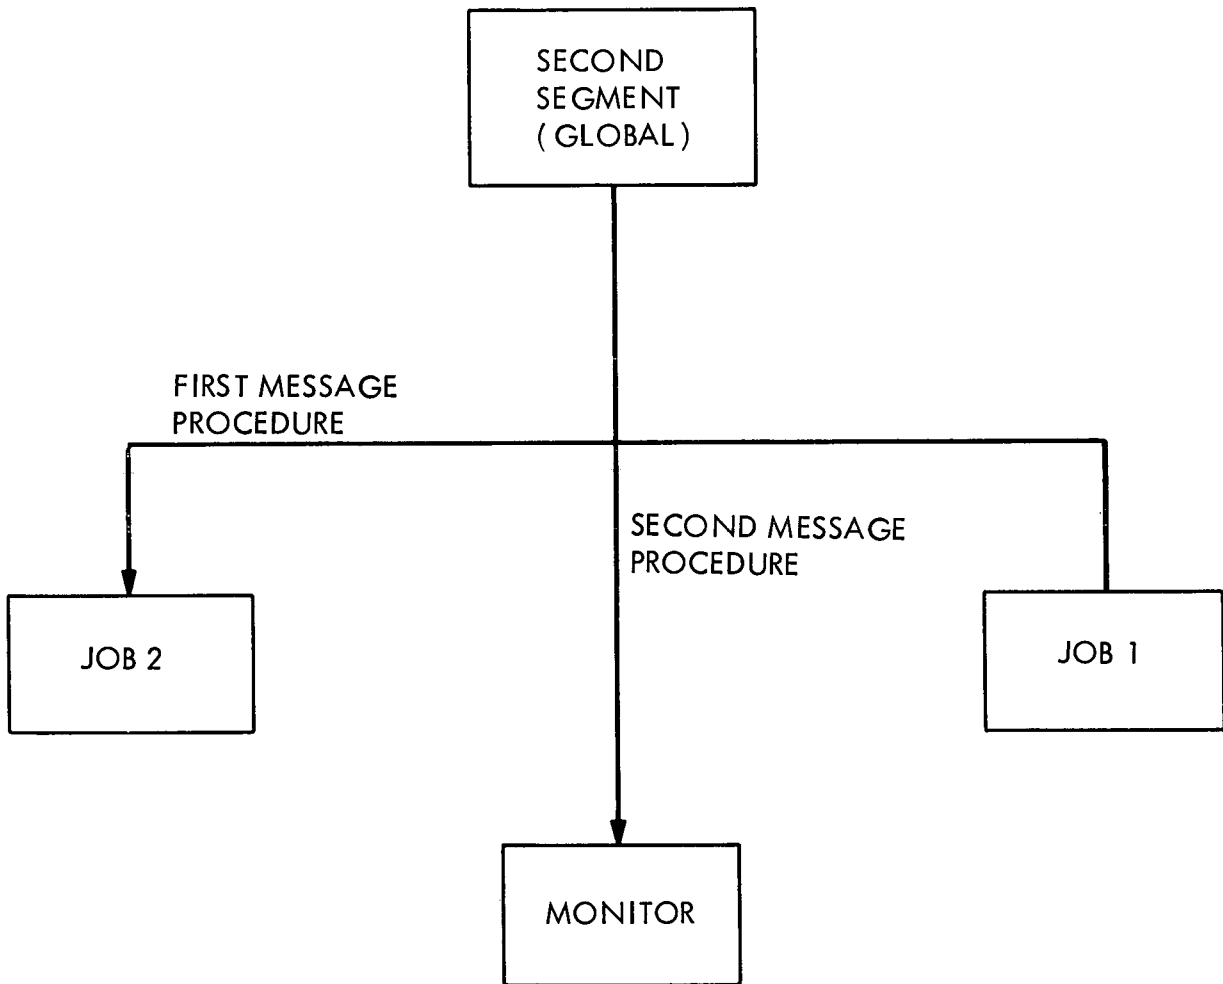 SECOND
SEGMENT
( GLOBAL )
FIRST MESSAGE
PROCEDURE
SECOND MESSAGE
PROCEDURE
JOB 2
JOB 1
MONITOR